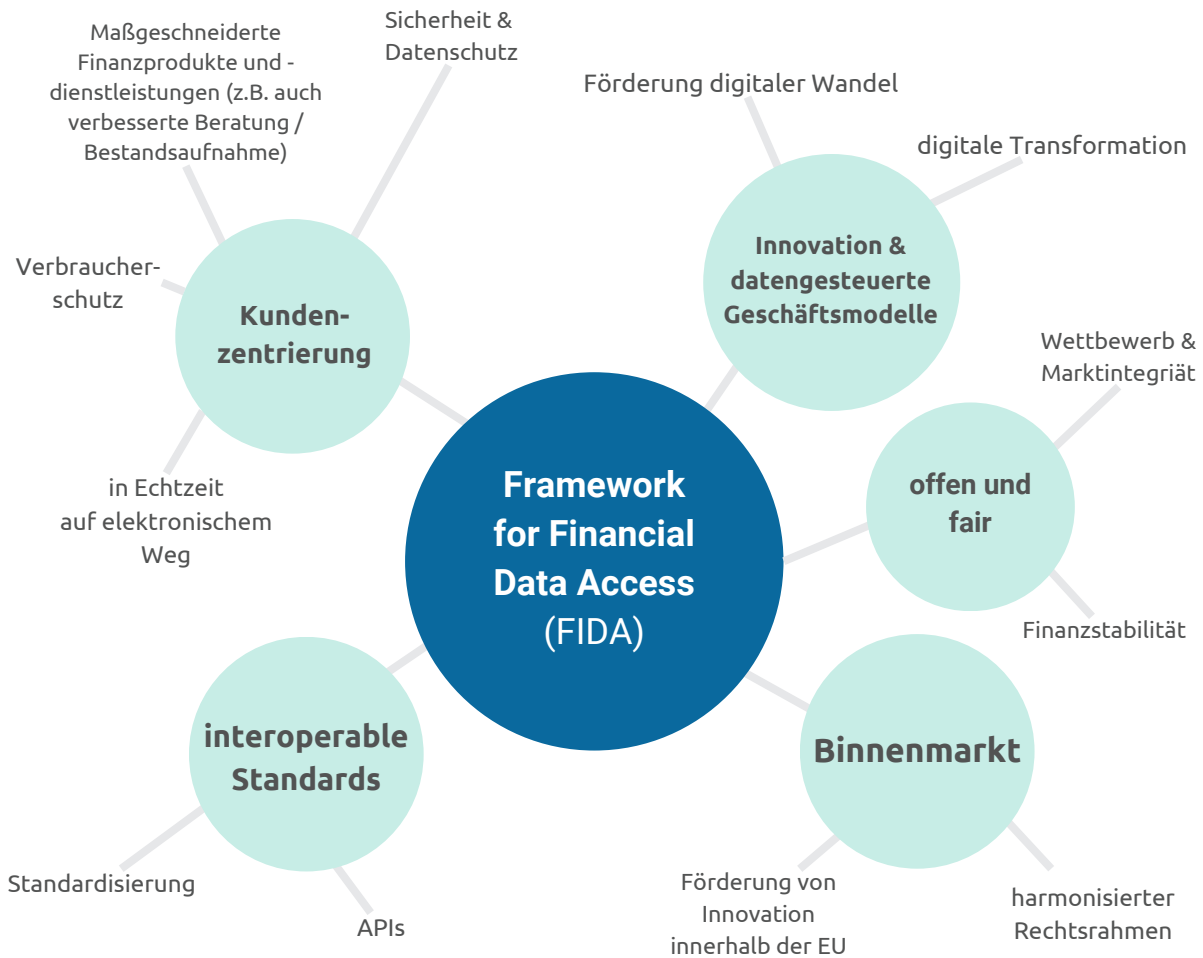 Maßgeschneiderte
Finanzprodukte und -
dienstleistungen (z.B. auch
verbesserte Beratung /
Bestandsaufnahme)
Sicherheit &
Datenschutz
Verbraucher-
schutz
Kunden-
zentrierung
in Echtzeit
auf elektronischem
Weg
Förderung digitaler Wandel
digitale Transformation
Innovation &
datengesteuerte
Geschäftsmodelle
Wettbewerb &
Marktintegriät
offen und
fair
Finanzstabilität
Framework
for Financial
Data Access
(FIDA)
interoperable
Standards
Standardisierung
APIs
Binnenmarkt
Förderung von
Innovation
innerhalb der EU
harmonisierter
Rechtsrahmen